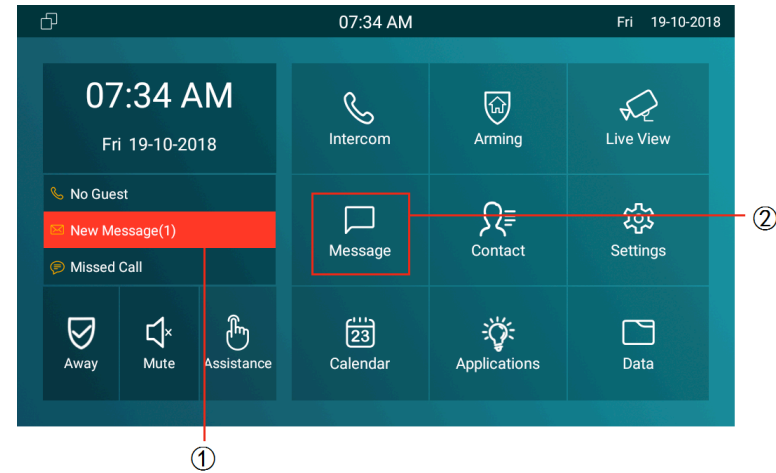 07:34 AM
Fri 19-10-2018
07:34 AM
Fri 19-10-2018
No Guest
New Message(1)
Missed Call
Away
Mute
Assistance
Intercom
Arming
Live View
Message
Contact
Settings
23
Calendar
Applications
Data
①
②